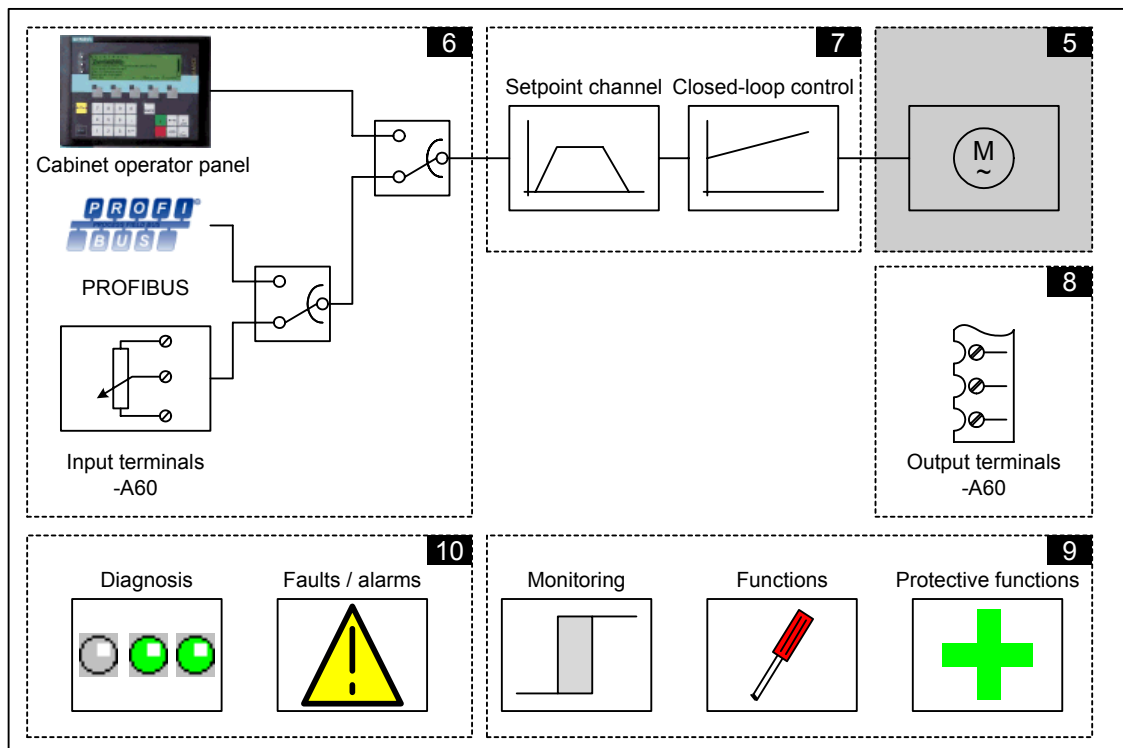 6
Cabinet operator panel
PROFI
BUS
PROFIBUS
Input terminals
-A60
7
Setpoint channel
Closed-loop control
5
M
~
8
Output terminals
-A60
10
Diagnosis
Faults / alarms
9
Monitoring
Functions
Protective functions